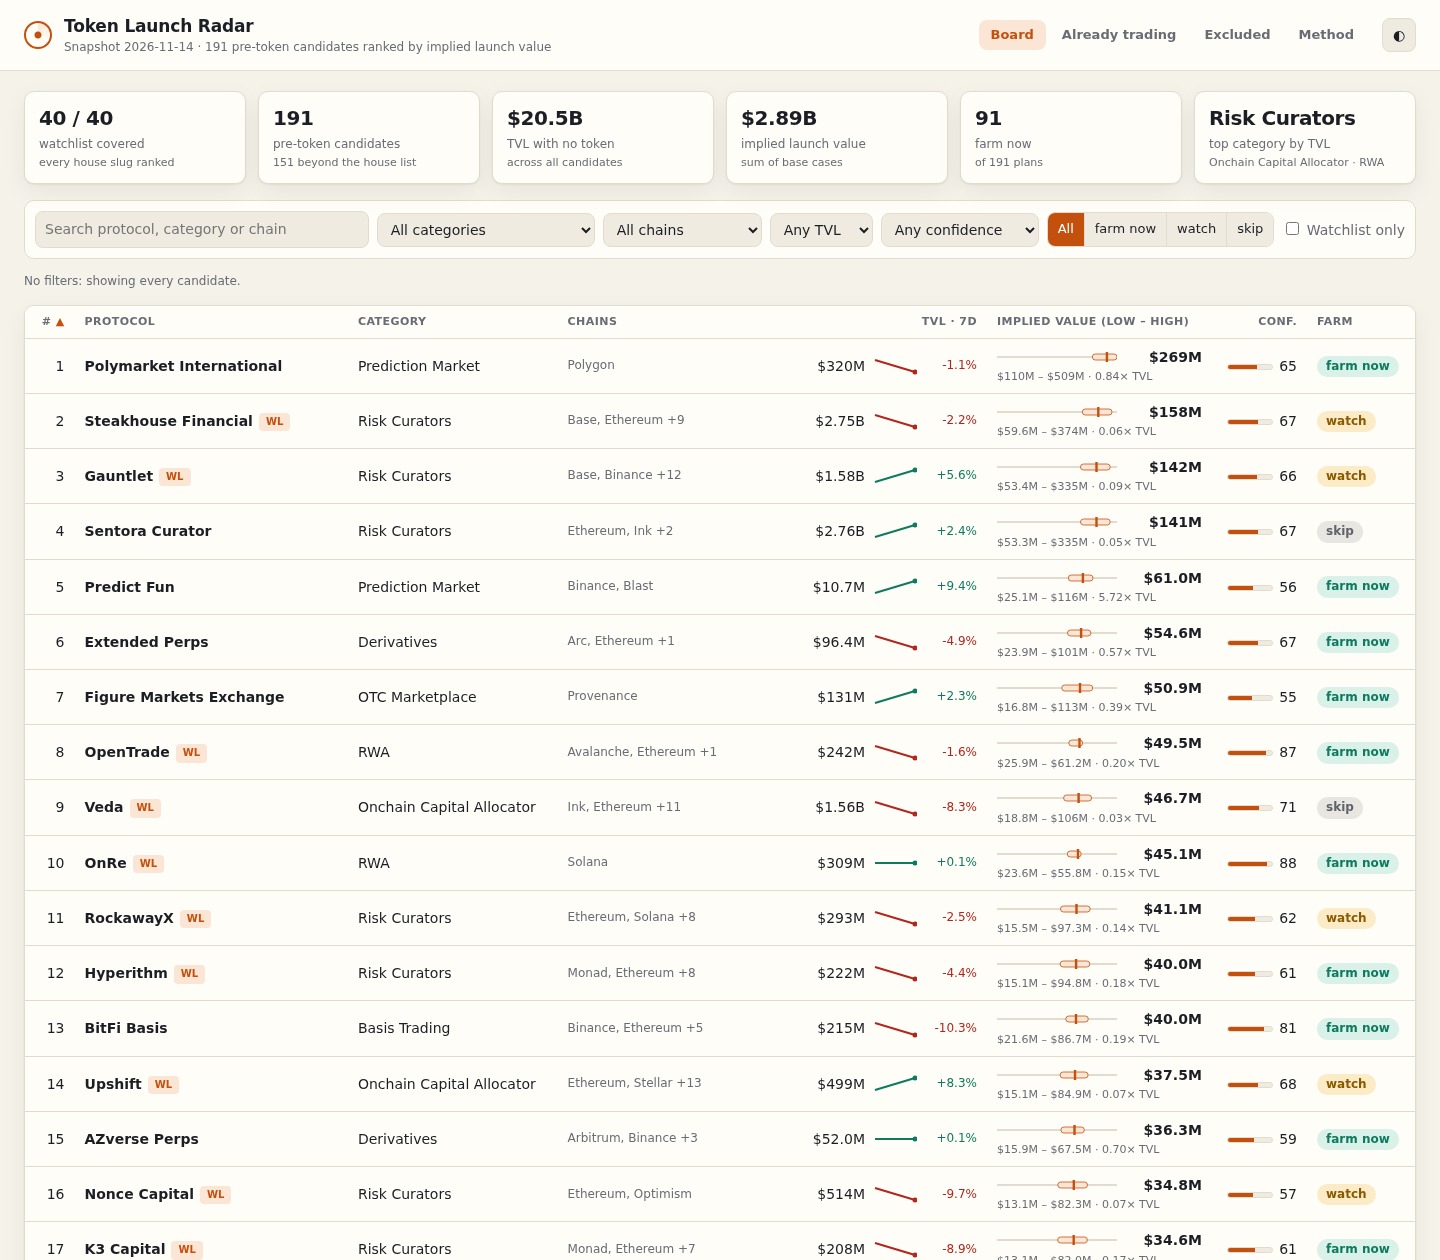 Token Launch Radar
Snapshot 2026-11-14 · 191 pre-token candidates ranked by implied launch value
Board Already trading Excluded Method
40 / 40
watchlist covered
every house slug ranked
191
pre-token candidates
151 beyond the house list
$20.5B
TVL with no token
across all candidates
$2.89B
implied launch value
sum of base cases
91
farm now
of 191 plans
Risk Curators
top category by TVL
Onchain Capital Allocator · RWA
Search protocol, category or chain All categories All chains Any TVL Any confidence All farm now watch skip Watchlist only
No filters: showing every candidate.
# ▲ PROTOCOL CATEGORY CHAINS TVL · 7D IMPLIED VALUE (LOW – HIGH) CONF. FARM
1 Polymarket International Prediction Market Polygon $320M -1.1% $269M 65 farm now
$110M – $509M · 0.84× TVL
2 Steakhouse Financial WL Risk Curators Base, Ethereum +9 $2.75B -2.2% $158M 67 watch
$59.6M – $374M · 0.06× TVL
3 Gauntlet WL Risk Curators Base, Binance +12 $1.58B +5.6% $142M 66 watch
$53.4M – $335M · 0.09× TVL
4 Sentora Curator Risk Curators Ethereum, Ink +2 $2.76B +2.4% $141M 67 skip
$53.3M – $335M · 0.05× TVL
5 Predict Fun Prediction Market Binance, Blast $10.7M +9.4% $61.0M 56 farm now
$25.1M – $116M · 5.72× TVL
6 Extended Perps Derivatives Arc, Ethereum +1 $96.4M -4.9% $54.6M 67 farm now
$23.9M – $101M · 0.57× TVL
7 Figure Markets Exchange OTC Marketplace Provenance $131M +2.3% $50.9M 55 farm now
$16.8M – $113M · 0.39× TVL
8 OpenTrade WL RWA Avalanche, Ethereum +1 $242M -1.6% $49.5M 87 farm now
$25.9M – $61.2M · 0.20× TVL
9 Veda WL Onchain Capital Allocator Ink, Ethereum +11 $1.56B -8.3% $46.7M 71 skip
$18.8M – $106M · 0.03× TVL
10 OnRe WL RWA Solana $309M +0.1% $45.1M 88 farm now
$23.6M – $55.8M · 0.15× TVL
11 RockawayX WL Risk Curators Ethereum, Solana +8 $293M -2.5% $41.1M 62 watch
$15.5M – $97.3M · 0.14× TVL
12 Hyperithm WL Risk Curators Monad, Ethereum +8 $222M -4.4% $40.0M 61 farm now
$15.1M – $94.8M · 0.18× TVL
13 BitFi Basis Basis Trading Binance, Ethereum +5 $215M -10.3% $40.0M 81 farm now
$21.6M – $86.7M · 0.19× TVL
14 Upshift WL Onchain Capital Allocator Ethereum, Stellar +13 $499M +8.3% $37.5M 68 watch
$15.1M – $84.9M · 0.07× TVL
15 AZverse Perps Derivatives Arbitrum, Binance +3 $52.0M +0.1% $36.3M 59 farm now
$15.9M – $67.5M · 0.70× TVL
16 Nonce Capital WL Risk Curators Ethereum, Optimism $514M -9.7% $34.8M 57 watch
$13.1M – $82.3M · 0.07× TVL
17 K3 Capital WL Risk Curators Monad, Ethereum +7 $208M -8.9% $34.6M 61 farm now